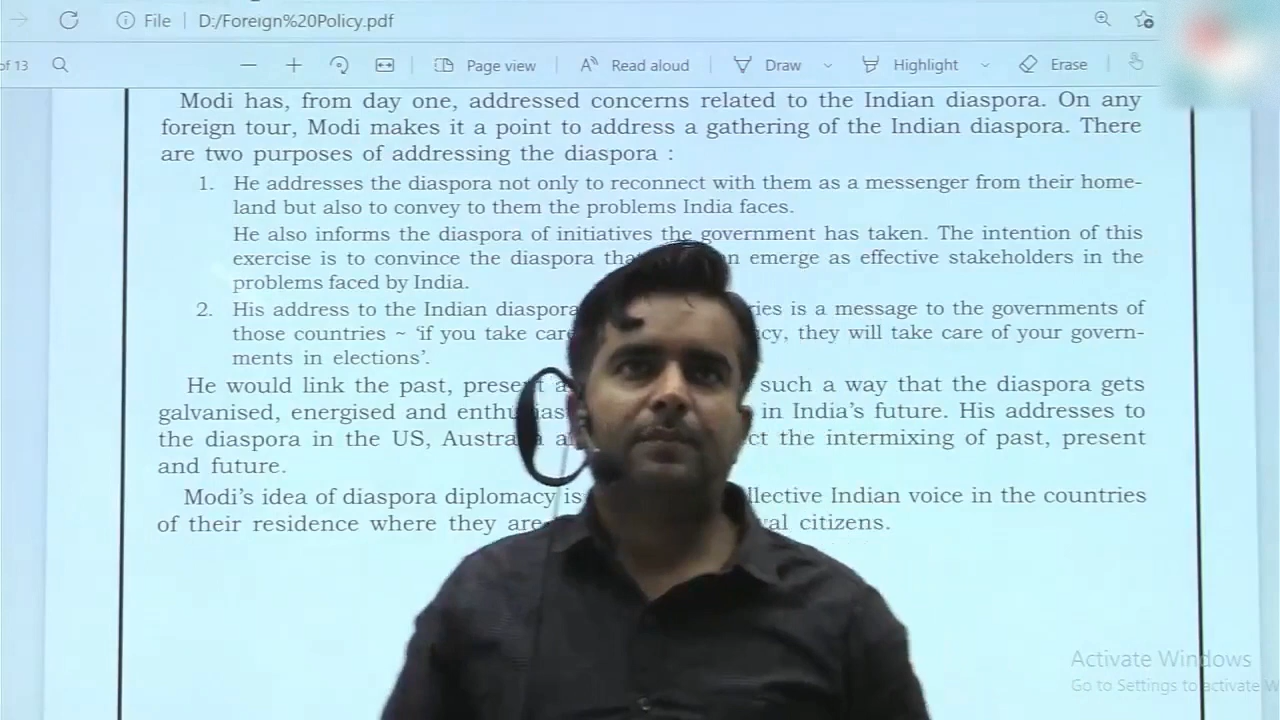 File D:/Foreign%20Policy.pdf
of 13 Page view Read aloud Draw Highlight Erase
Modi has, from day one, addressed concerns related to the Indian diaspora. On any
foreign tour, Modi makes it a point to address a gathering of the Indian diaspora. There
are two purposes of addressing the diaspora :
1. He addresses the diaspora not only to reconnect with them as a messenger from their home-
land but also to convey to them the problems India faces.
He also informs the diaspora of initiatives the government has taken. The intention of this
exercise is to convince the diaspora emerge as effective stakeholders in the
problems faced by India.
2. His address to the Indian diaspora is a message to the governments of
those countries ~ ‘if you take care they will take care of your govern-
ments in elections’.
He would link the past, present such a way that the diaspora gets
galvanised, energised and in India’s future. His addresses to
the diaspora in the US, the intermixing of past, present
and future.
Modi’s idea of diaspora diplomacy is Indian voice in the countries
of their residence where they are citizens.
Activate Windows
Go to Settings to activate